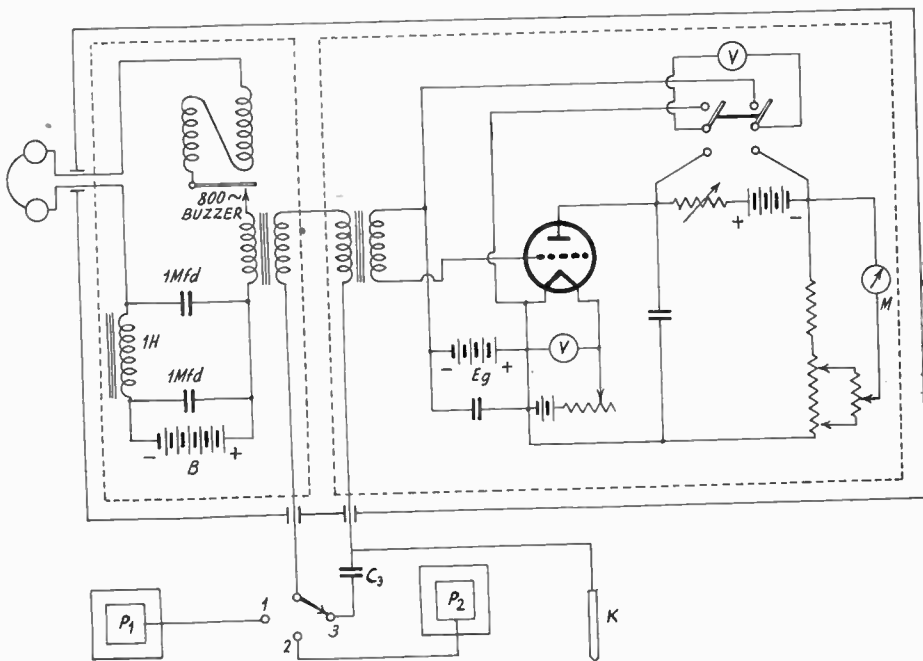 V
800~
BUZZER
1Mfd
1H
1Mfd
- B +
- Eg +
V
+ -
M
C3
P1
1
2
3
P2
K